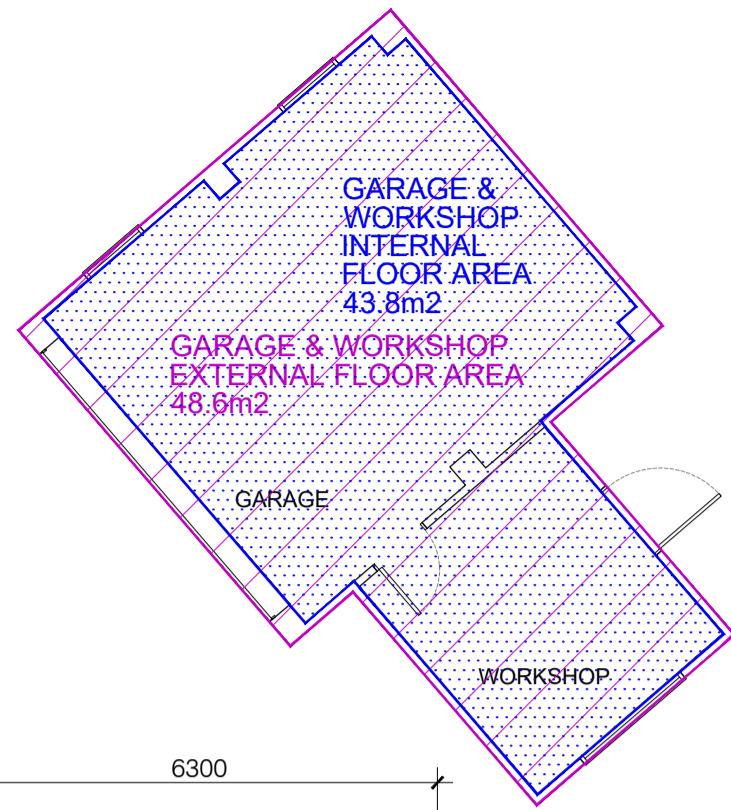 GARAGE &
WORKSHOP
INTERNAL
FLOOR AREA
43.8m2
GARAGE & WORKSHOP
EXTERNAL FLOOR AREA
48.6m2
GARAGE
WORKSHOP
6300